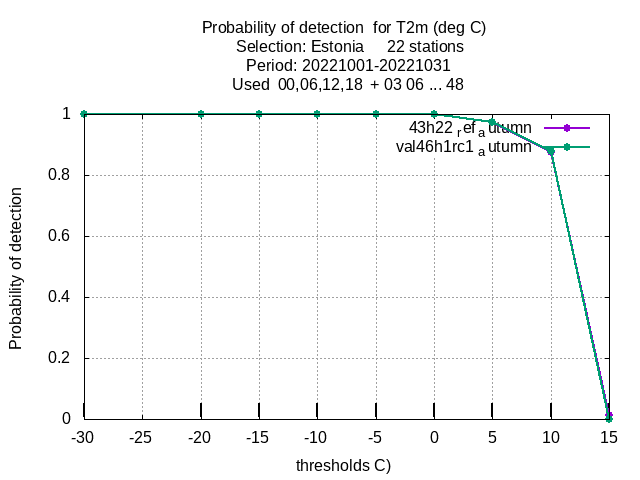 Probability of detection  for T2m (deg C)
Selection: Estonia     22 stations
Period: 20221001-20221031
Used  00,06,12,18  + 03 06 ... 48
43h22 ref autumn
val46h1rc1 autumn
1
0.8
0.6
0.4
0.2
0
Probability of detection
-30 -25 -20 -15 -10 -5 0 5 10 15
thresholds C)